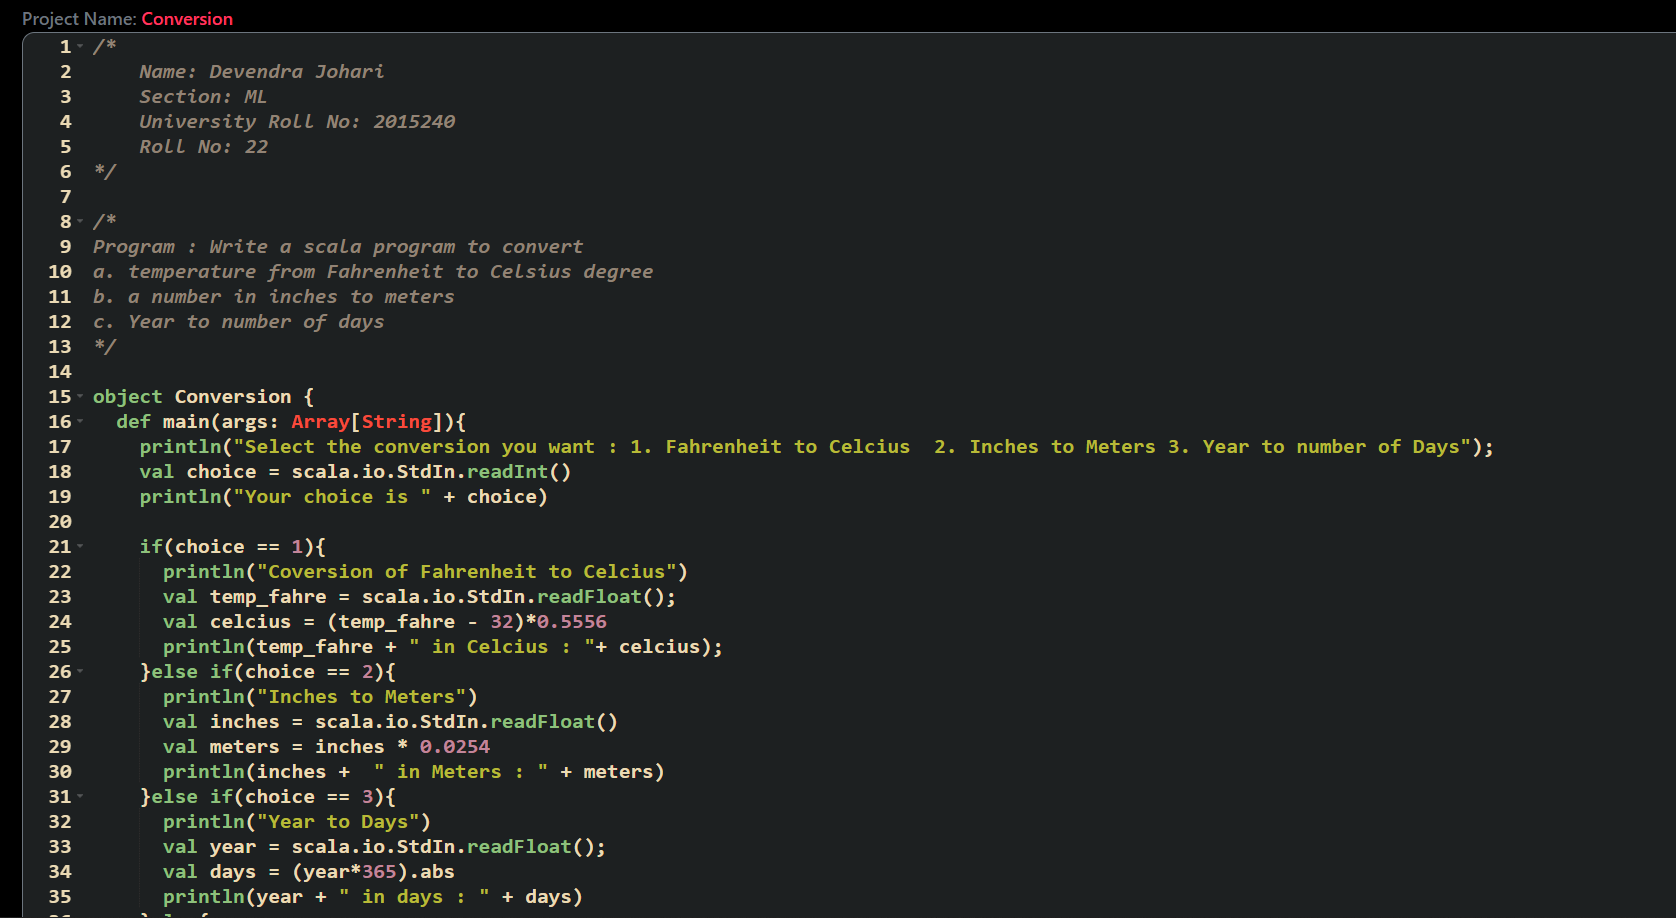 Project Name: Conversion
1 /*
2 Name: Devendra Johari
3 Section: ML
4 University Roll No: 2015240
5 Roll No: 22
6 */
7
8 /*
9 Program : Write a scala program to convert
10 a. temperature from Fahrenheit to Celsius degree
11 b. a number in inches to meters
12 c. Year to number of days
13 */
14
15 object Conversion {
16 def main(args: Array[String]){
17 println("Select the conversion you want : 1. Fahrenheit to Celcius  2. Inches to Meters 3. Year to number of Days");
18 val choice = scala.io.StdIn.readInt()
19 println("Your choice is " + choice)
20
21 if(choice == 1){
22 println("Coversion of Fahrenheit to Celcius")
23 val temp_fahre = scala.io.StdIn.readFloat();
24 val celcius = (temp_fahre - 32)*0.5556
25 println(temp_fahre + " in Celcius : "+ celcius);
26 }else if(choice == 2){
27 println("Inches to Meters")
28 val inches = scala.io.StdIn.readFloat()
29 val meters = inches * 0.0254
30 println(inches +  " in Meters : " + meters)
31 }else if(choice == 3){
32 println("Year to Days")
33 val year = scala.io.StdIn.readFloat();
34 val days = (year*365).abs
35 println(year + " in days : " + days)